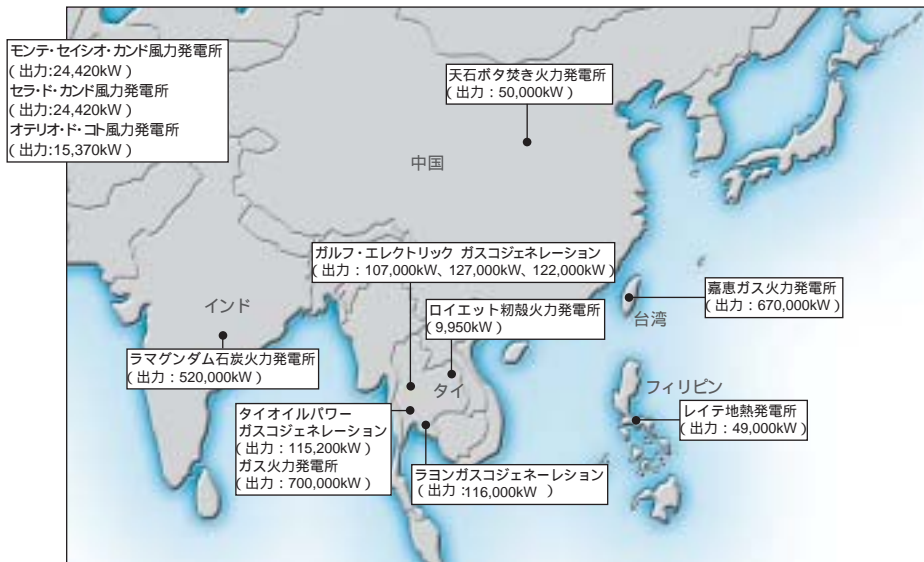 モンテ・セイシオ・カンド風力発電所
( 出力:24,420kW )
セラ・ド・カンド風力発電所
( 出力:24,420kW )
オテリオ・ド・コト風力発電所
( 出力:15,370kW )
天石ボタ焚き火力発電所
( 出力 : 50,000kW )
中国
ガルフ・エレクトリック ガスコジェネレーション
( 出力 : 107,000kW、127,000kW、122,000kW )
嘉恵ガス火力発電所
( 出力 : 670,000kW )
台湾
インド
ロイエット籾殻火力発電所
( 9,950kW )
ラマグンダム石炭火力発電所
( 出力 : 520,000kW )
タイ
フィリピン
レイテ地熱発電所
( 出力 : 49,000kW )
タイオイルパワー
ガスコジェネレーション
( 出力 : 115,200kW )
ガス火力発電所
( 出力 : 700,000kW )
ラヨンガスコジェネーレション
( 出力 :116,000kW )